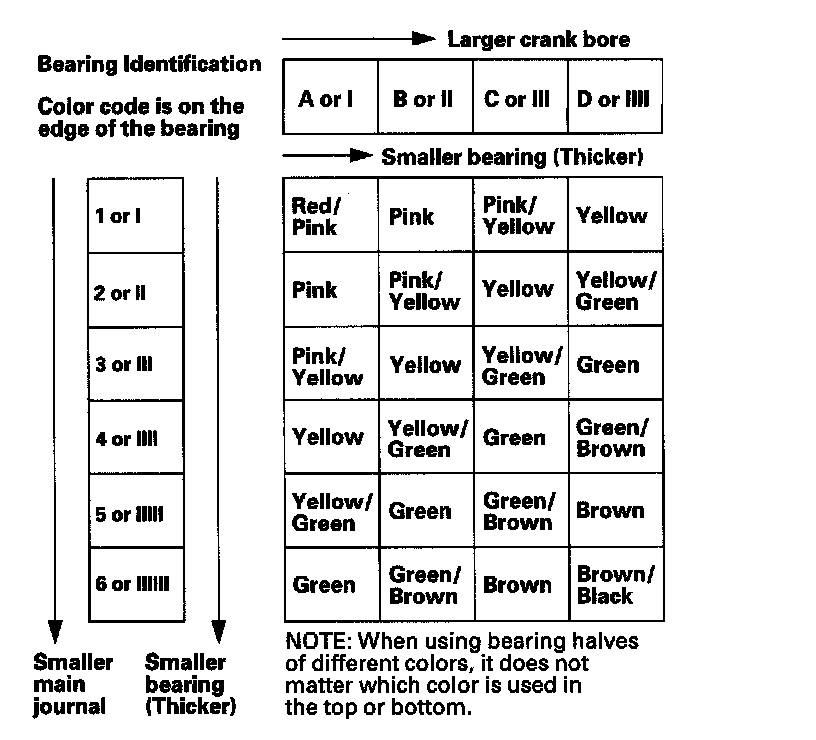 Larger crank bore
Bearing Identification
Color code is on the
edge of the bearing
A or I
B or II
C or III
D or IIII
Smaller bearing (Thicker)
1 or I
Red/
Pink
Pink
Pink/
Yellow
Yellow
2 or II
Pink
Pink/
Yellow
Yellow
Yellow/
Green
3 or III
Pink/
Yellow
Yellow
Yellow/
Green
Green
4 or IIII
Yellow
Yellow/
Green
Green
Green/
Brown
5 or IIIII
Yellow/
Green
Green
Green/
Brown
Brown
6 or IIIIII
Green
Green/
Brown
Brown
Brown/
Black
Smaller
main
journal
Smaller
bearing
(Thicker)
NOTE: When using bearing halves
of different colors, it does not
matter which color is used in
the top or bottom.